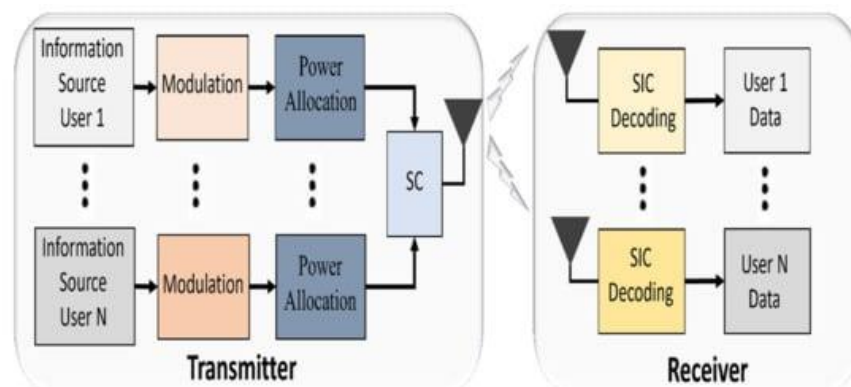 Information
Source
User 1
Modulation
Power
Allocation
SC
Information
Source
User N
Modulation
Power
Allocation
Transmitter
SIC
Decoding
User 1
Data
SIC
Decoding
User N
Data
Receiver